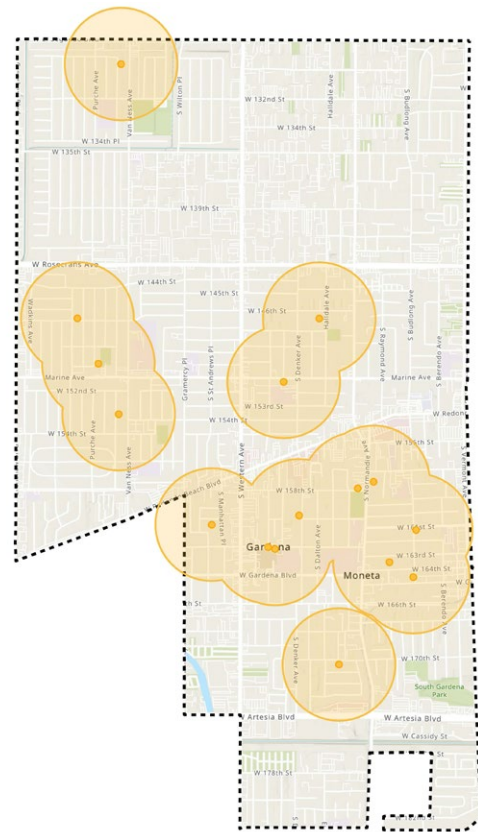 Purche Ave
Van Ness Ave
S Wilton Pl
W 132nd St
Halldale Ave
S Budlong Ave
W 134th Pl
W 134th St
W 135th St
W 139th St
W Rosecrans Ave
W 144th St
W 145th St
W 146th St
Watkins Ave
Halldale Ave
S Budlong Ave
S Raymond Ave
S Berendo Ave
Gramercy Pl
S St Andrews Pl
S Denker Ave
Marine Ave
Marine Ave
W 152nd St
W 153rd St
W 154th St
W Redon
Purche Ave
Van Ness Ave
S Western Ave
S Normandie Ave
W 155th St
S Vermont Ave
Beach Blvd
W 158th St
S Manhattan Pl
S Dalton Ave
Gardena
W 163rd St
W 164th St
W Gardena Blvd
Moneta
W 166th St
S Berendo Ave
th St
S Denker Ave
W 170th St
South Gardena
Park
W Artesia Blvd
W Artesia Blvd
W Cassidy St
St
W 178th St